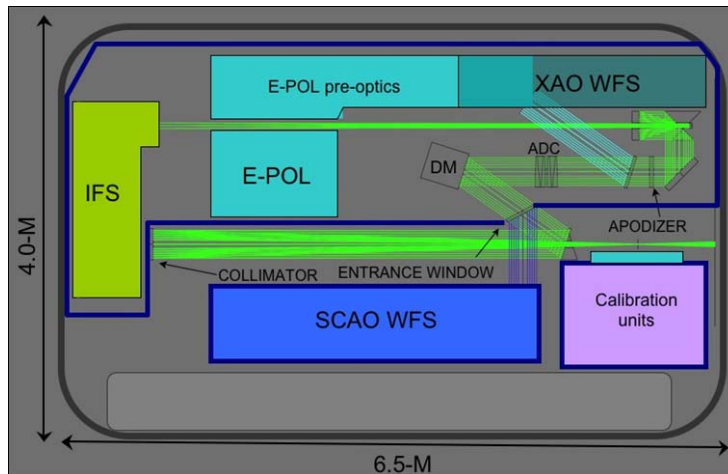 E-POL pre-optics
XAO WFS
IFS
E-POL
DM
ADC
APODIZER
COLLIMATOR
ENTRANCE WINDOW
SCAO WFS
Calibration
units
4.0-M
6.5-M